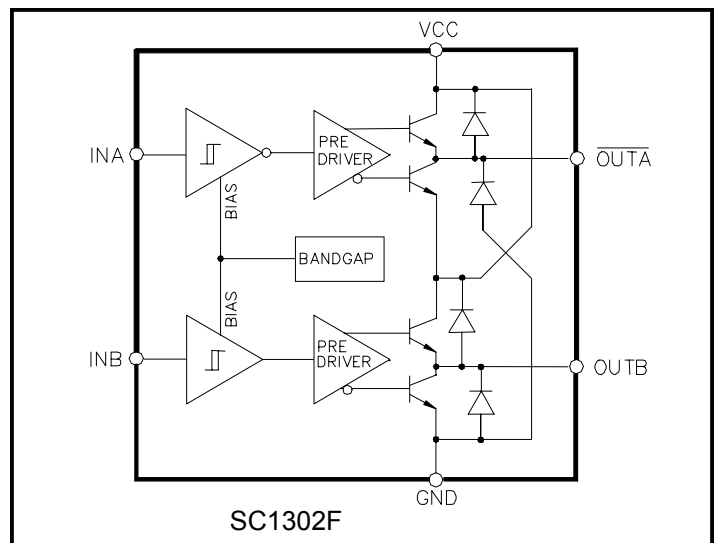 VCC
INA
PRE
DRIVER
OUTA
BIAS
BANDGAP
BIAS
INB
PRE
DRIVER
OUTB
GND
SC1302F